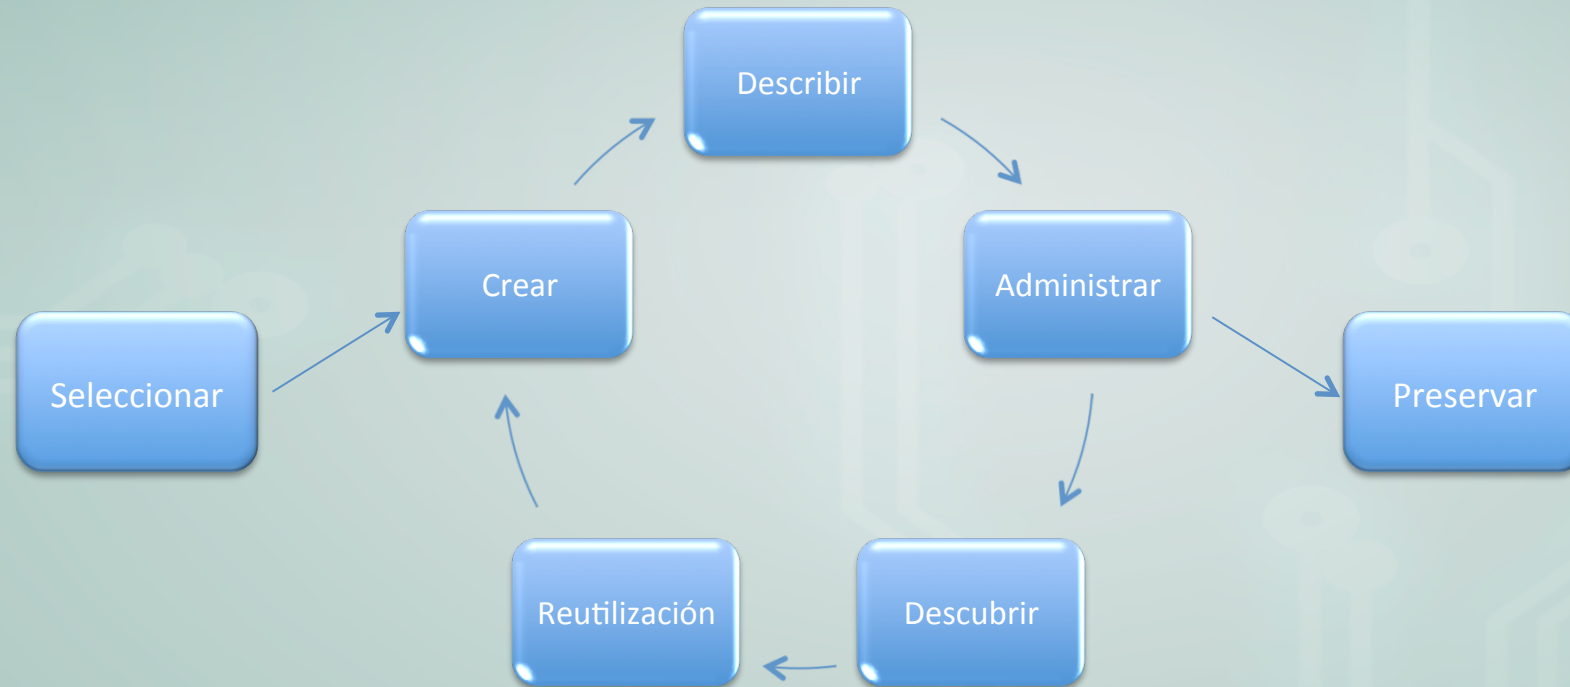 Describir
Crear
Administrar
Seleccionar
Preservar
Reutilización
Descubrir